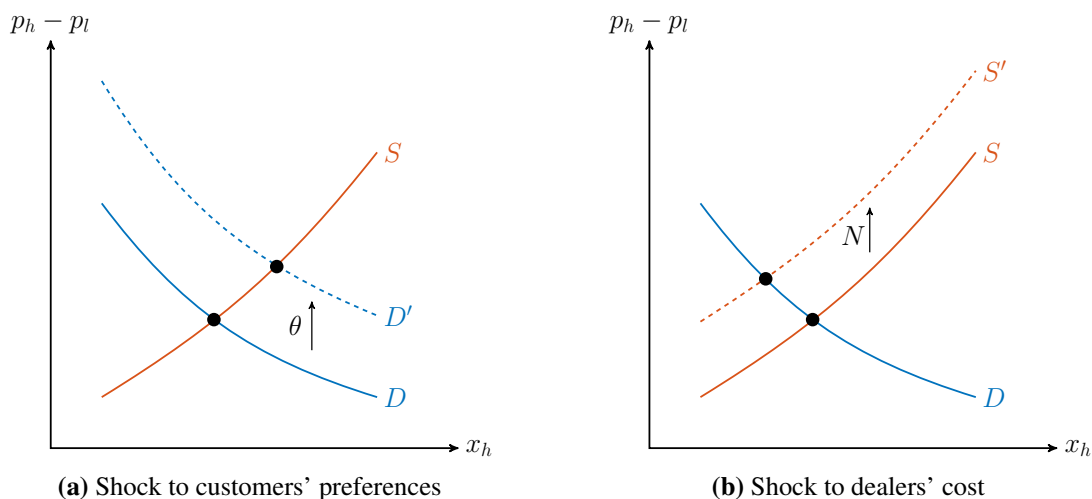 p_h − p_l
S
θ
D′
D
x_h
(a) Shock to customers’ preferences
p_h − p_l
S′
S
N
D
x_h
(b) Shock to dealers’ cost